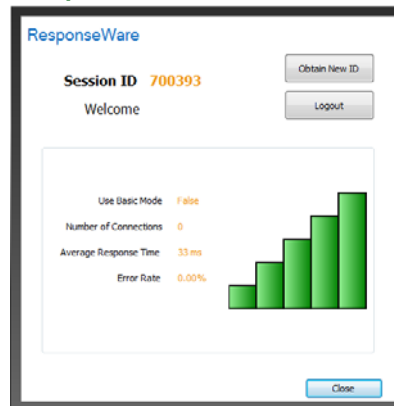 ResponseWare
Session ID 700393
Obtain New ID
Welcome
Logout
Use Basic Mode False
Number of Connections 0
Average Response Time 33 ms
Error Rate 0.00%
Close